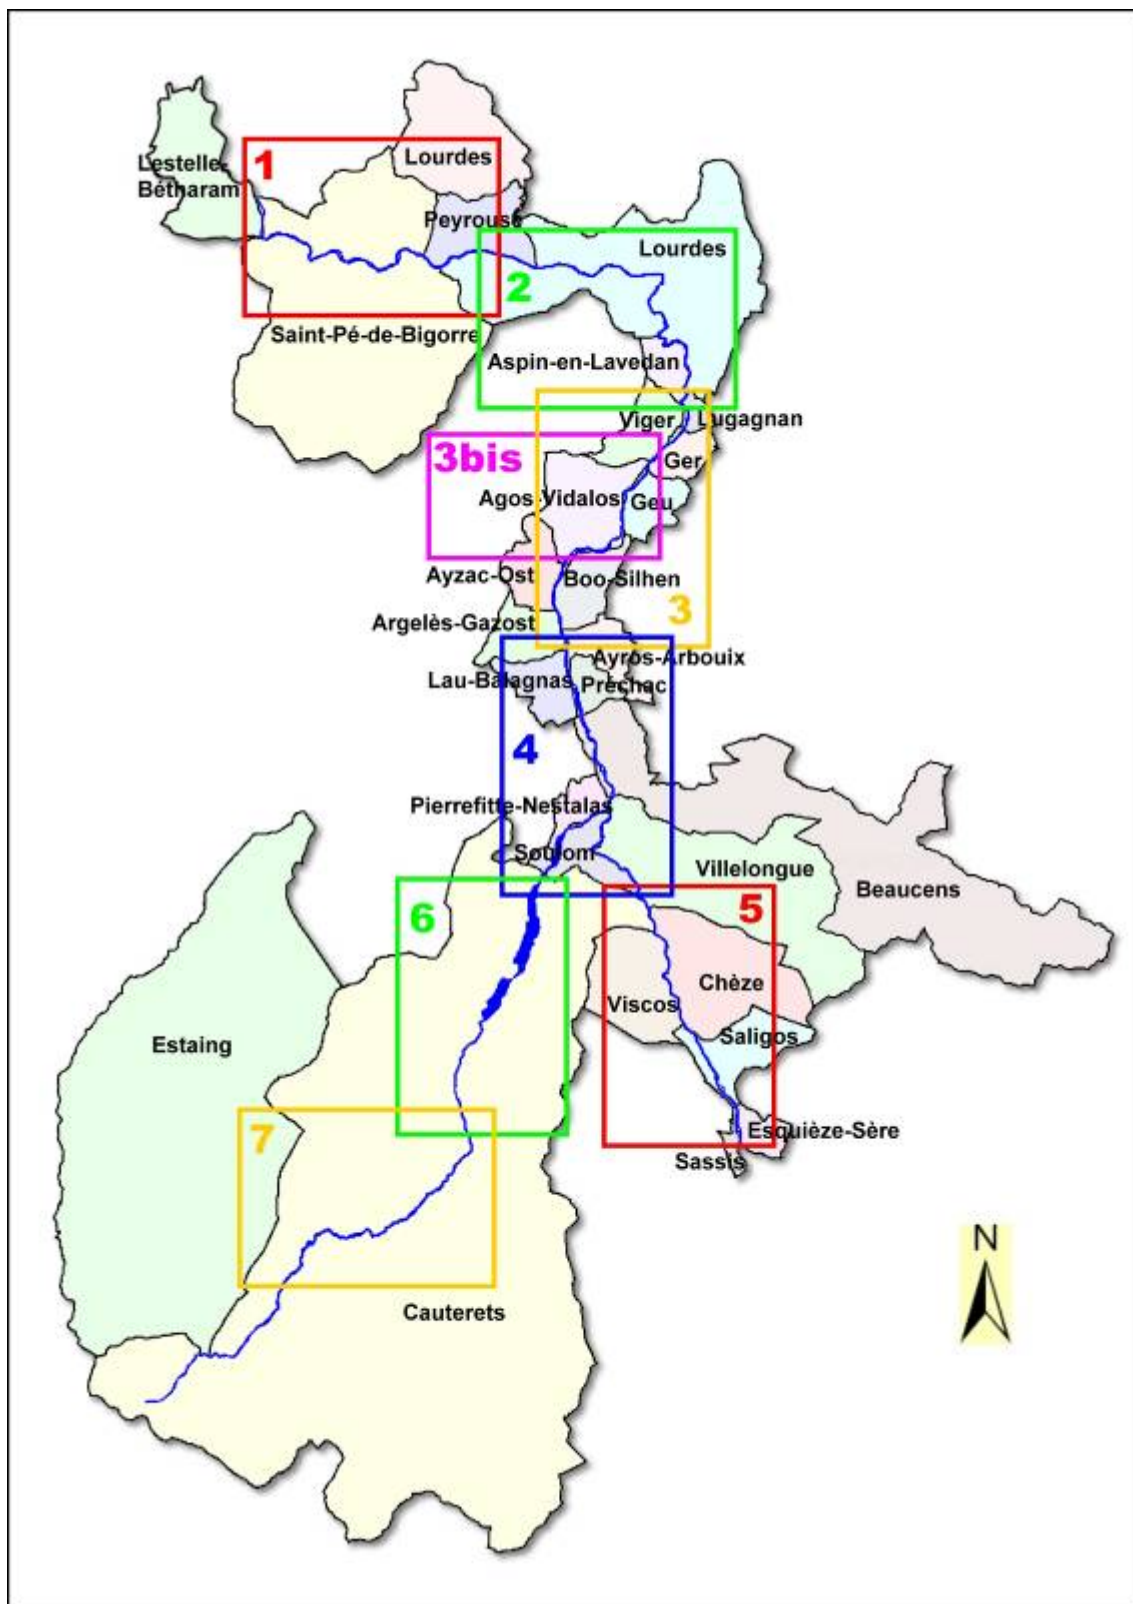 Lourdes
1
Lestelle-
Bétharam
Peyrouse
Lourdes
2
Saint-Pé-de-Bigorre
Aspin-en-Lavedan
Viger
Lugagnan
3bis
Ger
Agos-Vidalos
Geu
Ayzac-Ost
Boo-Silhen
3
Argelès-Gazost
Ayros-Arbouix
Lau-Balagnas
Préchac
4
Pierrefitte-Nestalas
Soulom
Villelongue
Beaucens
6
5
Chèze
Viscos
Saligos
Estaing
7
Esquièze-Sère
Sassis
N
Cauterets